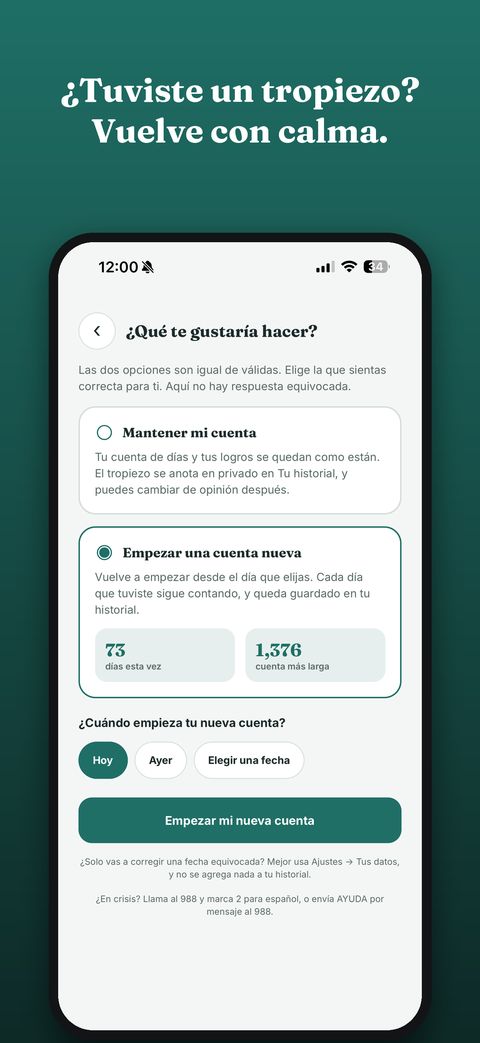 ¿Tuviste un tropiezo?
Vuelve con calma.
12:00
34
¿Qué te gustaría hacer?
Las dos opciones son igual de válidas. Elige la que sientas
correcta para ti. Aquí no hay respuesta equivocada.
Mantener mi cuenta
Tu cuenta de días y tus logros se quedan como están.
El tropiezo se anota en privado en Tu historial, y
puedes cambiar de opinión después.
Empezar una cuenta nueva
Vuelve a empezar desde el día que elijas. Cada día
que tuviste sigue contando, y queda guardado en tu
historial.
73
días esta vez
1,376
cuenta más larga
¿Cuándo empieza tu nueva cuenta?
Hoy
Ayer
Elegir una fecha
Empezar mi nueva cuenta
¿Solo vas a corregir una fecha equivocada? Mejor usa Ajustes → Tus datos,
y no se agrega nada a tu historial.
¿En crisis? Llama al 988 y marca 2 para español, o envía AYUDA por
mensaje al 988.